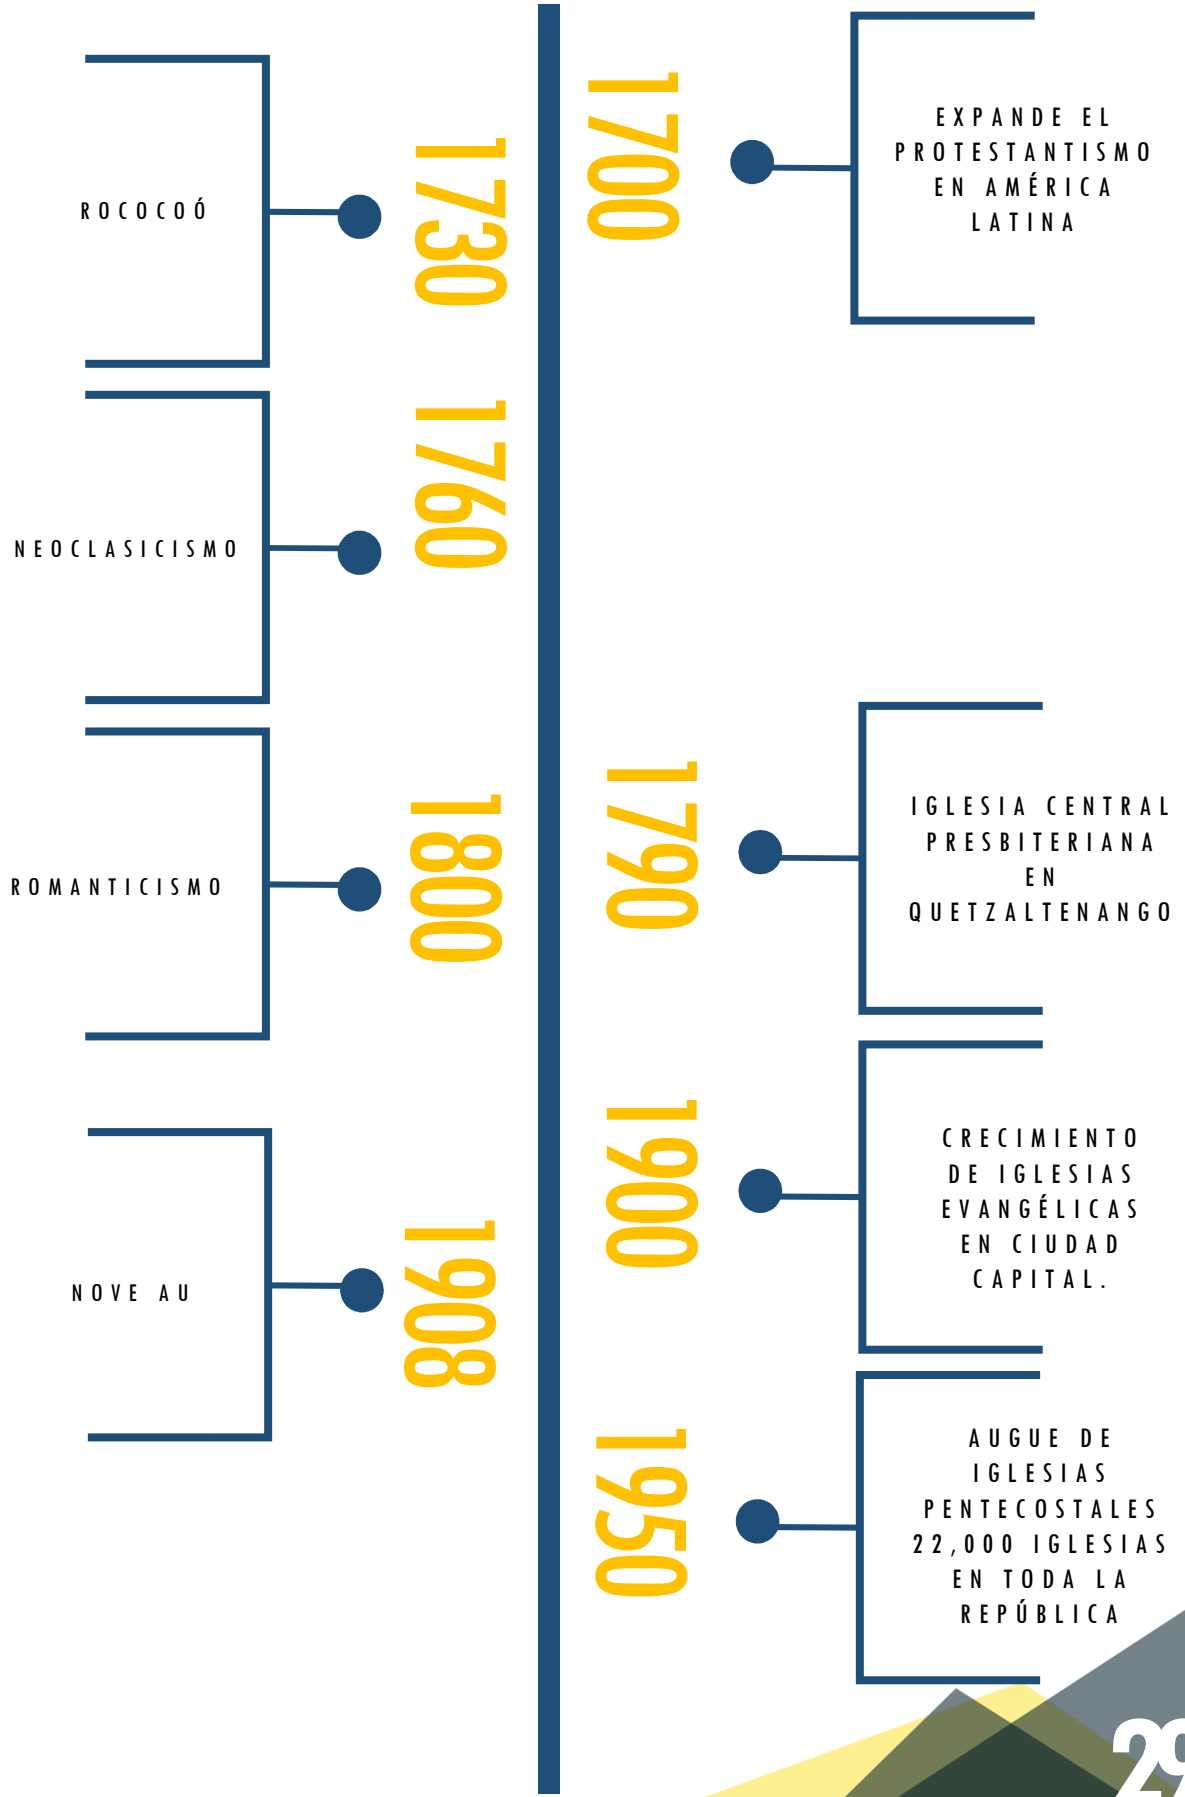 1700
EXPANDE EL
PROTESTANTISMO
EN AMÉRICA
LATINA
1730
ROCOCOÓ
1760
NEOCLASICISMO
1790
IGLESIA CENTRAL
PRESBITERIANA
EN
QUETZALTENANGO
1800
ROMANTICISMO
1900
CRECIMIENTO
DE IGLESIAS
EVANGÉLICAS
EN CIUDAD
CAPITAL.
1908
NOVE AU
1950
AUGUE DE
IGLESIAS
PENTECOSTALES
22,000 IGLESIAS
EN TODA LA
REPÚBLICA
29